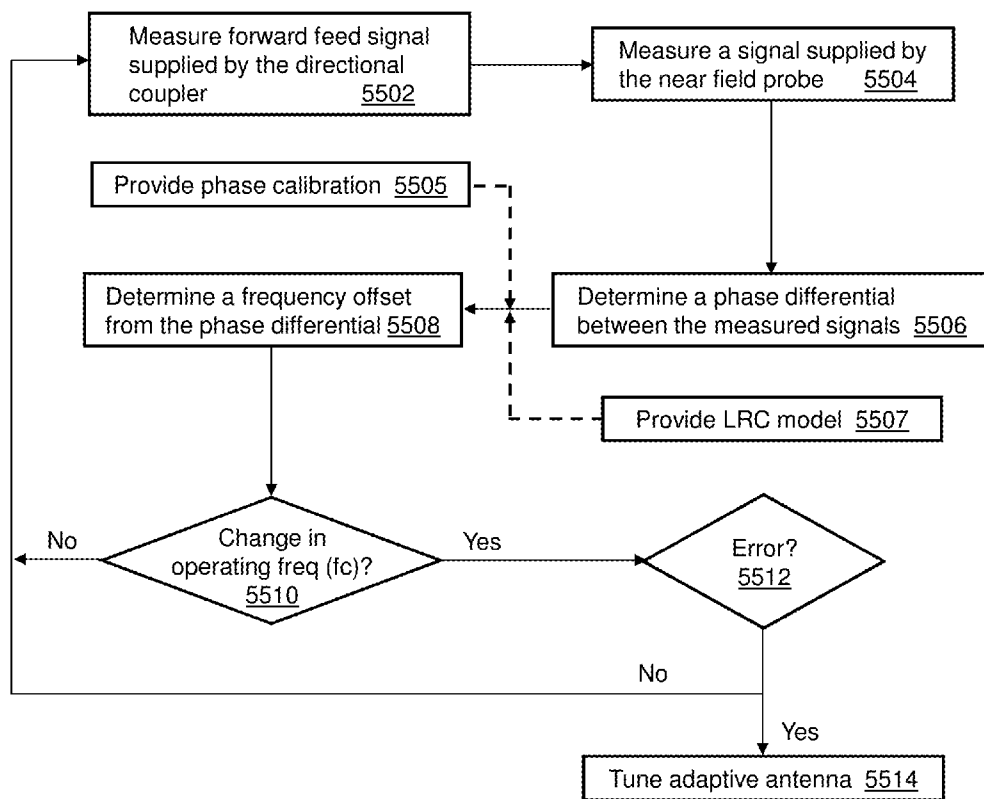 Measure forward feed signal
supplied by the directional
coupler 5502
Measure a signal supplied by
the near field probe 5504
Provide phase calibration 5505
Determine a frequency offset
from the phase differential 5508
Determine a phase differential
between the measured signals 5506
Provide LRC model 5507
No
Change in
operating freq (fc)?
5510
Yes
Error?
5512
No
Yes
Tune adaptive antenna 5514